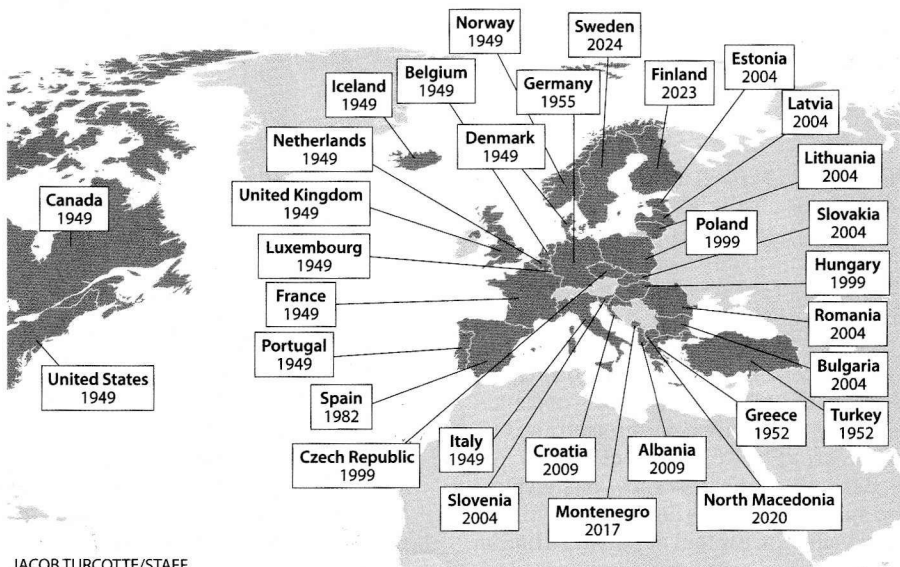 Norway
1949
Sweden
2024
Belgium
1949
Germany
1955
Finland
2023
Estonia
2004
Iceland
1949
Latvia
2004
Netherlands
1949
Denmark
1949
Lithuania
2004
Canada
1949
United Kingdom
1949
Poland
1999
Slovakia
2004
Luxembourg
1949
Hungary
1999
France
1949
Romania
2004
Portugal
1949
Bulgaria
2004
United States
1949
Spain
1982
Greece
1952
Turkey
1952
Czech Republic
1999
Italy
1949
Croatia
2009
Albania
2009
Slovenia
2004
Montenegro
2017
North Macedonia
2020
JACOB TURCOTTE/STAFF